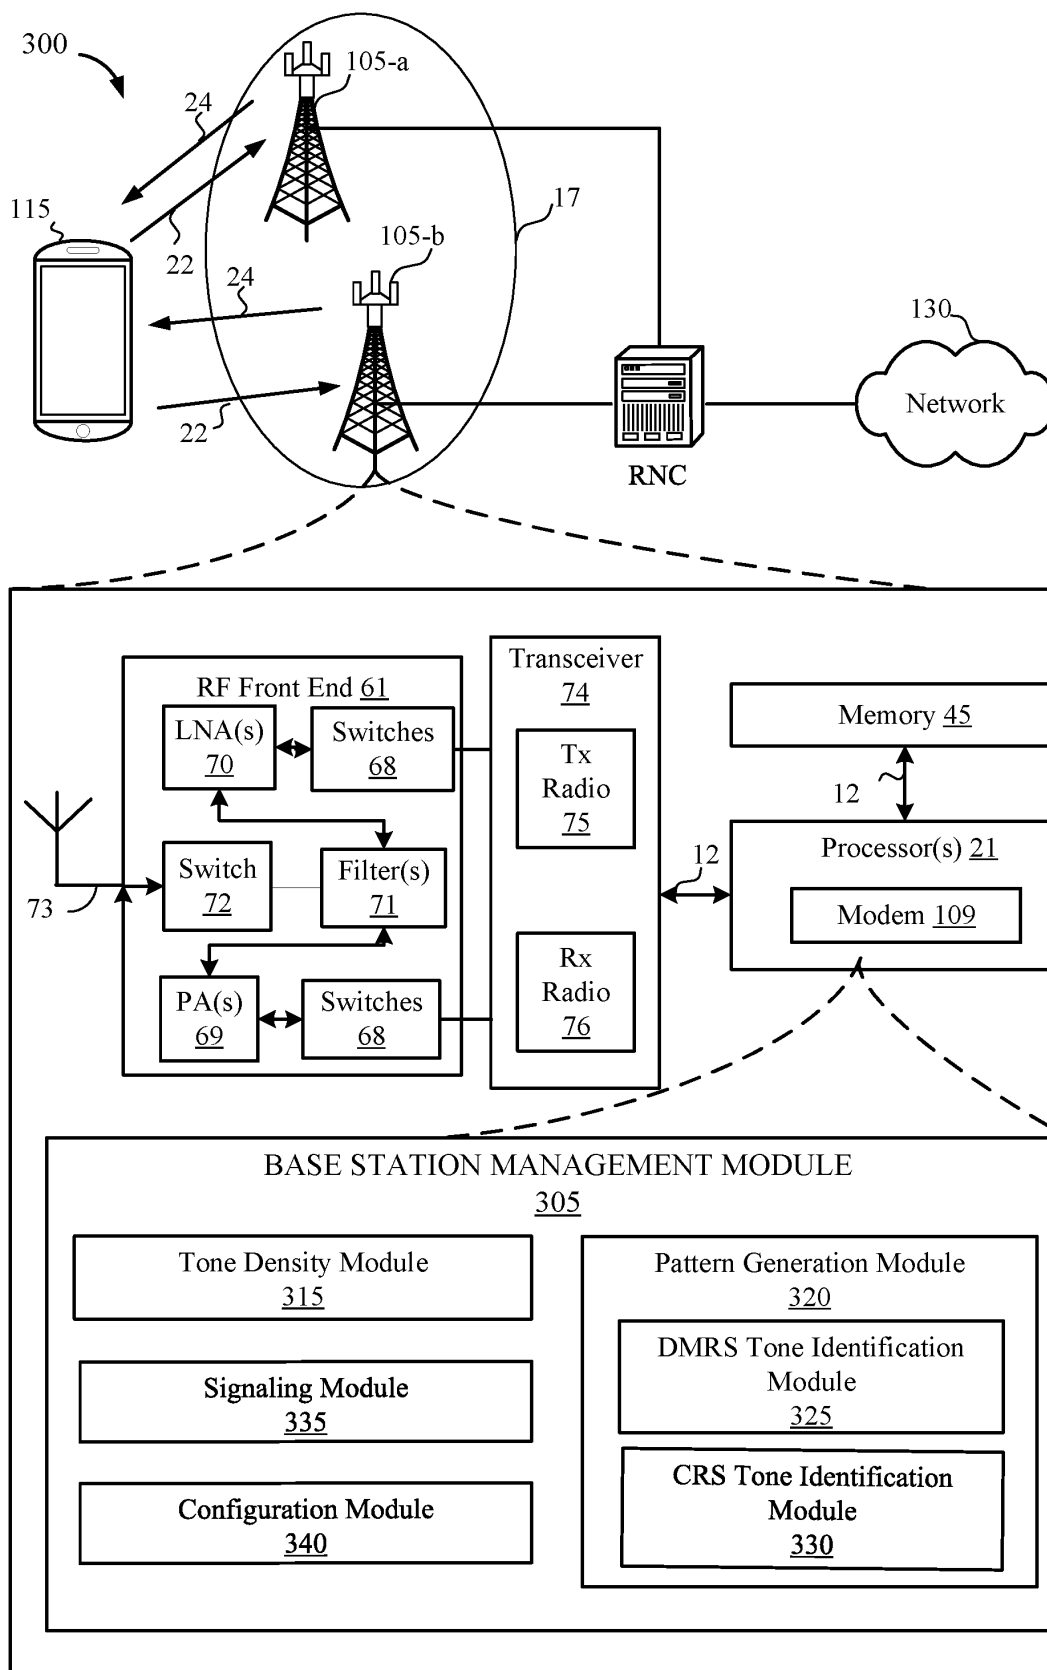 300
24
105-a
115
22
17
105-b
24
22
130
Network
RNC
RF Front End 61
LNA(s)
70
Switches
68
Transceiver
74
Tx
Radio
75
Memory 45
12
Processor(s) 21
Modem 109
12
73
Switch
72
Filter(s)
71
PA(s)
69
Switches
68
Rx
Radio
76
BASE STATION MANAGEMENT MODULE
305
Tone Density Module
315
Signaling Module
335
Configuration Module
340
Pattern Generation Module
320
DMRS Tone Identification
Module
325
CRS Tone Identification
Module
330